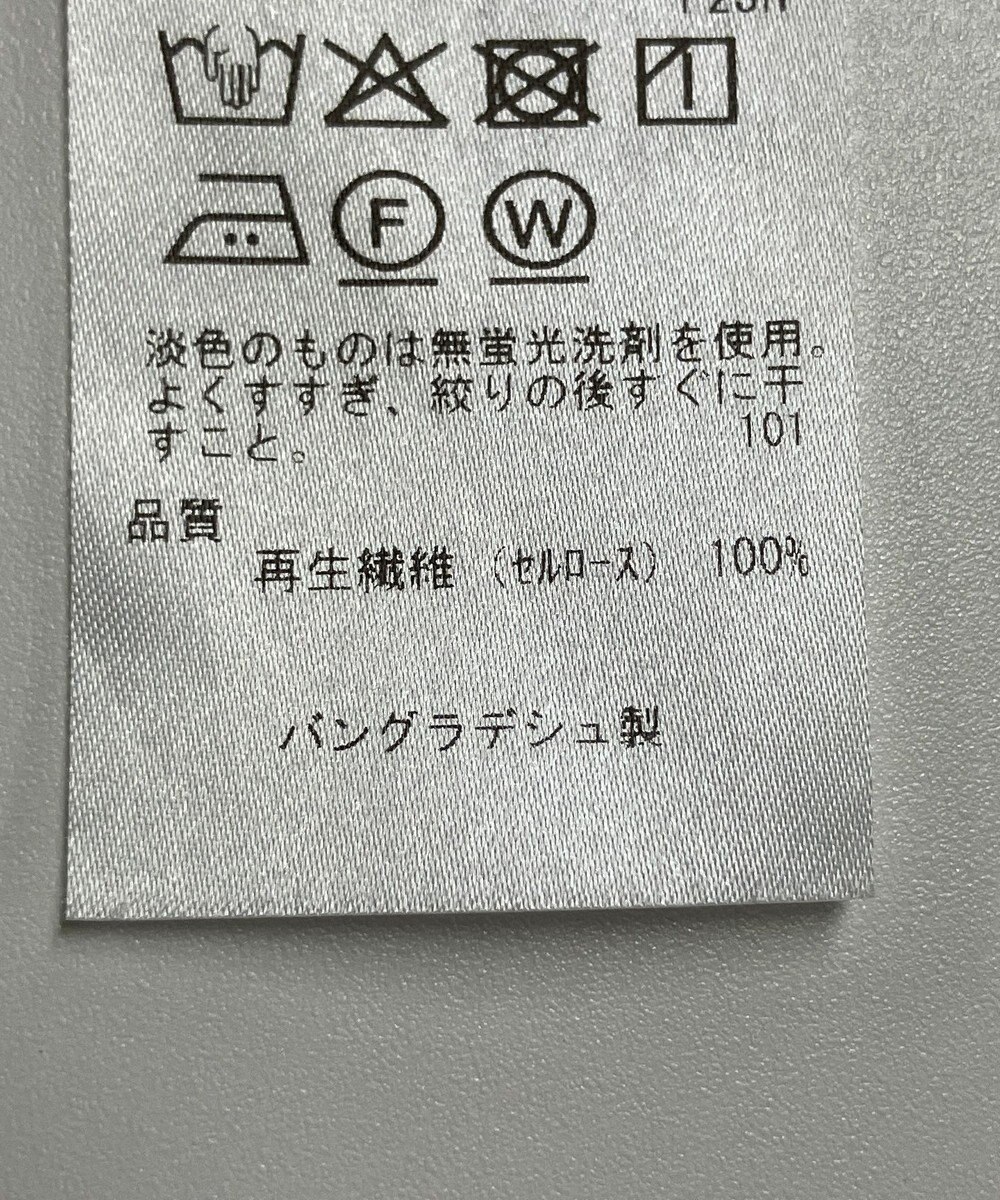 F
W
淡色のものは無蛍光洗剤を使用。
よくすすぎ、絞りの後すぐに干
すこと。 101
品質
再生繊維 (セルロース) 100%
バングラデシュ製